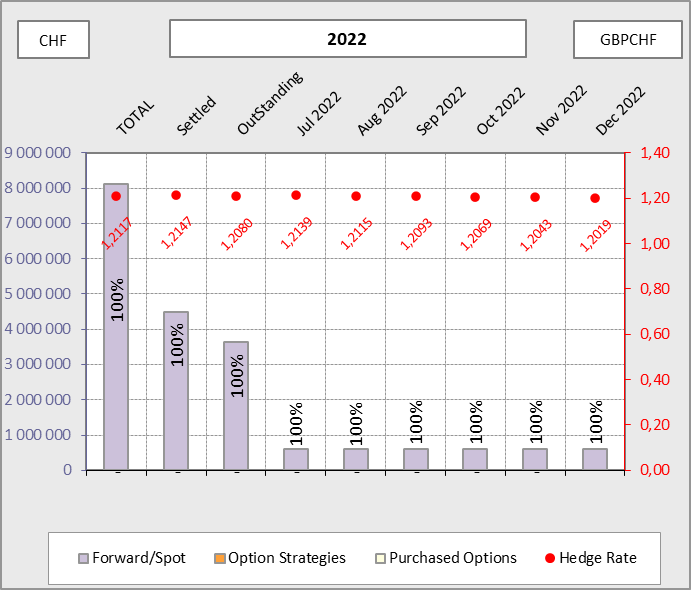 CHF
2022
GBPCHF
TOTAL
Settled
OutStanding
Jul 2022
Aug 2022
Sep 2022
Oct 2022
Nov 2022
Dec 2022
9 000 000
8 000 000
7 000 000
6 000 000
5 000 000
4 000 000
3 000 000
2 000 000
1 000 000
0
1,2117
1,2147
1,2080
1,2139
1,2115
1,2093
1,2069
1,2043
1,2019
100%
100%
100%
100%
100%
100%
100%
100%
100%
1,40
1,20
1,00
0,80
0,60
0,40
0,20
0,00
Forward/Spot
Option Strategies
Purchased Options
Hedge Rate